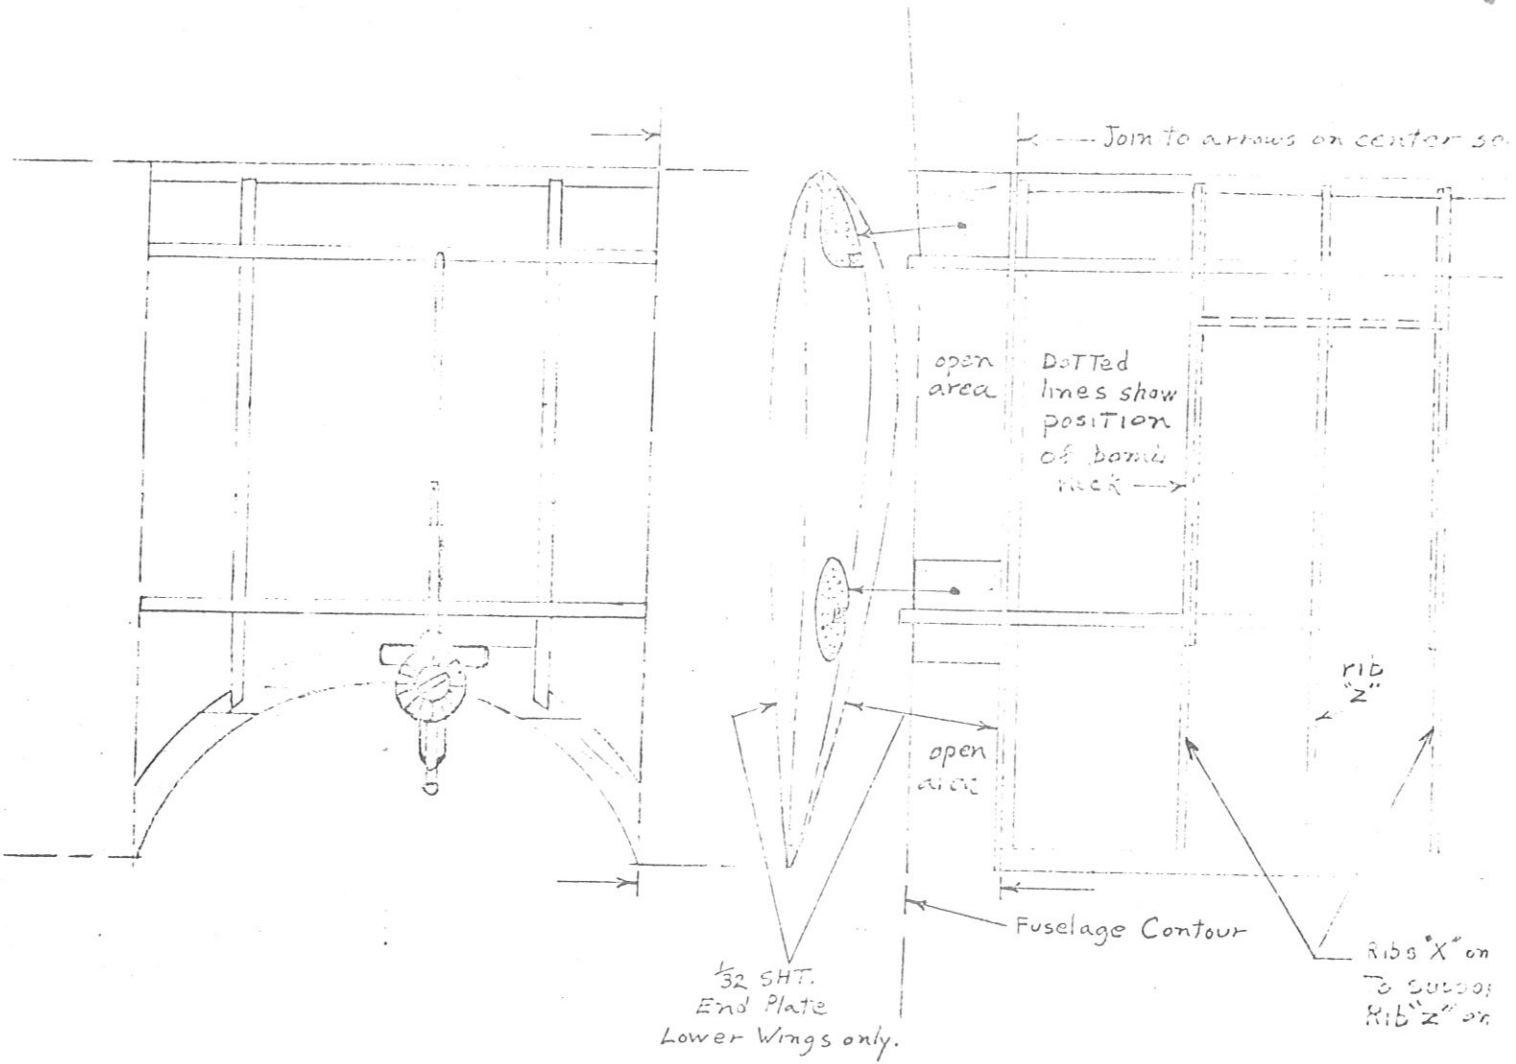 Join to arrows on center
open
area
DoTTed
lines show
position
of bomb
rack
rib
"Z"
open
area
Fuselage Contour
1/32 SHT.
End Plate
Lower Wings only.
Ribs "X" on
To
Rib "Z" on